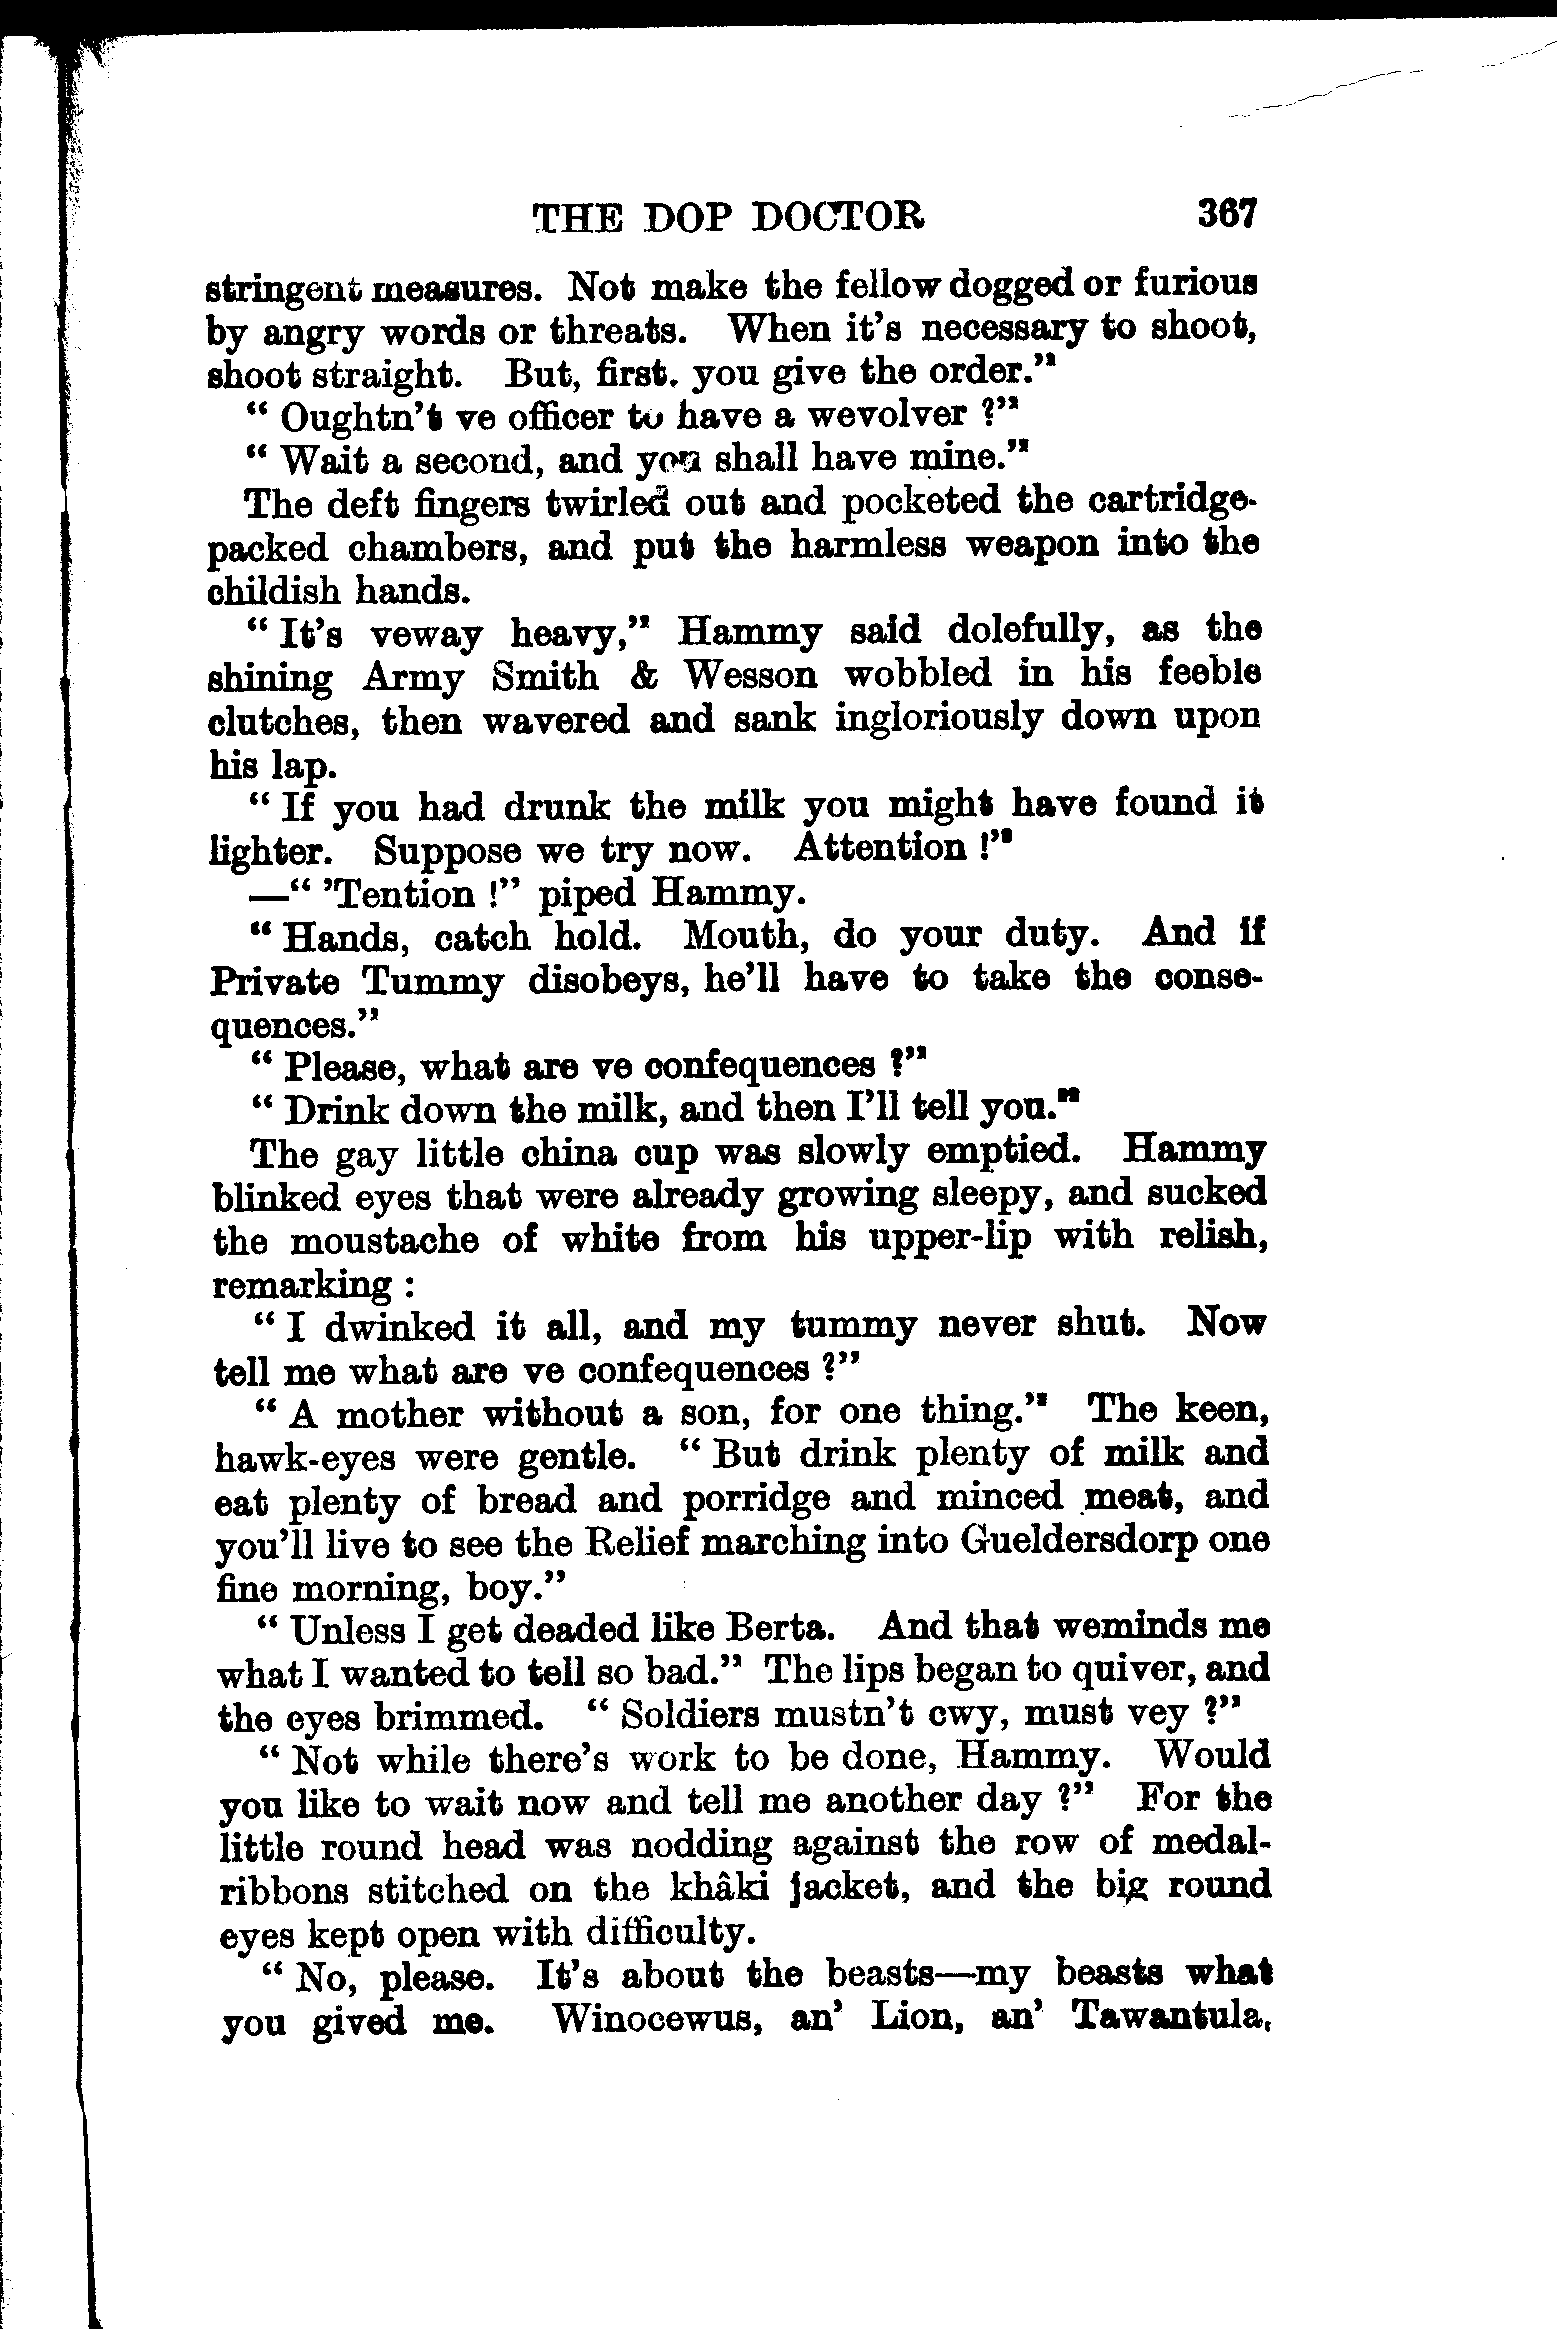 THE DOP DOCTOR 367
stringent measures. Not make the fellow dogged or furious
by angry words or threats. When it's necessary to shoot,
shoot straight. But, first, you give the order."
" Oughtn't ve officer to have a wevolver ?"
" Wait a second, and you shall have mine."
The deft fingers twirled out and pocketed the cartridge-
packed chambers, and put the harmless weapon into the
childish hands.
" It's veway heavy," Hammy said dolefully, as the
shining Army Smith & Wesson wobbled in his feeble
clutches, then wavered and sank ingloriously down upon
his lap.
" If you had drunk the milk you might have found it
lighter. Suppose we try now. Attention !"
—" 'Tention !" piped Hammy.
" Hands, catch hold. Mouth, do your duty. And if
Private Tummy disobeys, he'll have to take the conse-
quences."
" Please, what are ve confequences ?"
" Drink down the milk, and then I'll tell you."
The gay little china cup was slowly emptied. Hammy
blinked eyes that were already growing sleepy, and sucked
the moustache of white from his upper-lip with relish,
remarking :
" I dwinked it all, and my tummy never shut. Now
tell me what are ve confequences ?"
" A mother without a son, for one thing." The keen,
hawk-eyes were gentle. " But drink plenty of milk and
eat plenty of bread and porridge and minced meat, and
you'll live to see the Relief marching into Gueldersdorp one
fine morning, boy."
" Unless I get deaded like Berta. And that weminds me
what I wanted to tell so bad." The lips began to quiver, and
the eyes brimmed. " Soldiers mustn't cwy, must vey ?"
" Not while there's work to be done, Hammy. Would
you like to wait now and tell me another day ?" For the
little round head was nodding against the row of medal-
ribbons stitched on the khâki jacket, and the big round
eyes kept open with difficulty.
" No, please. It's about the beasts—my beasts what
you gived me. Winocewus, an' Lion, an' Tawantula,